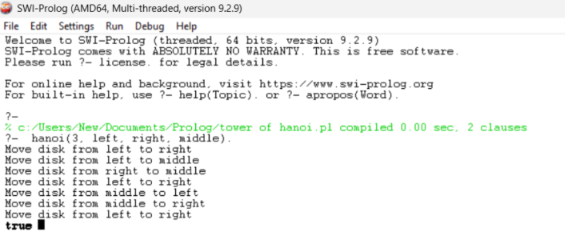 SWI-Prolog (AMD64, Multi-threaded, version 9.2.9)
File Edit Settings Run Debug Help
Welcome to SWI-Prolog (threaded, 64 bits, version 9.2.9)
SWI-Prolog comes with ABSOLUTELY NO WARRANTY. This is free software.
Please run ?- license. for legal details.
For online help and background, visit https://www.swi-prolog.org
For built-in help, use ?- help(Topic). or ?- apropos(Word).
?-
% c:/Users/New/Documents/Prolog/tower of hanoi.pl compiled 0.00 sec, 2 clauses
?- hanoi(3, left, right, middle).
Move disk from left to right
Move disk from left to middle
Move disk from right to middle
Move disk from left to right
Move disk from middle to left
Move disk from middle to right
Move disk from left to right
true